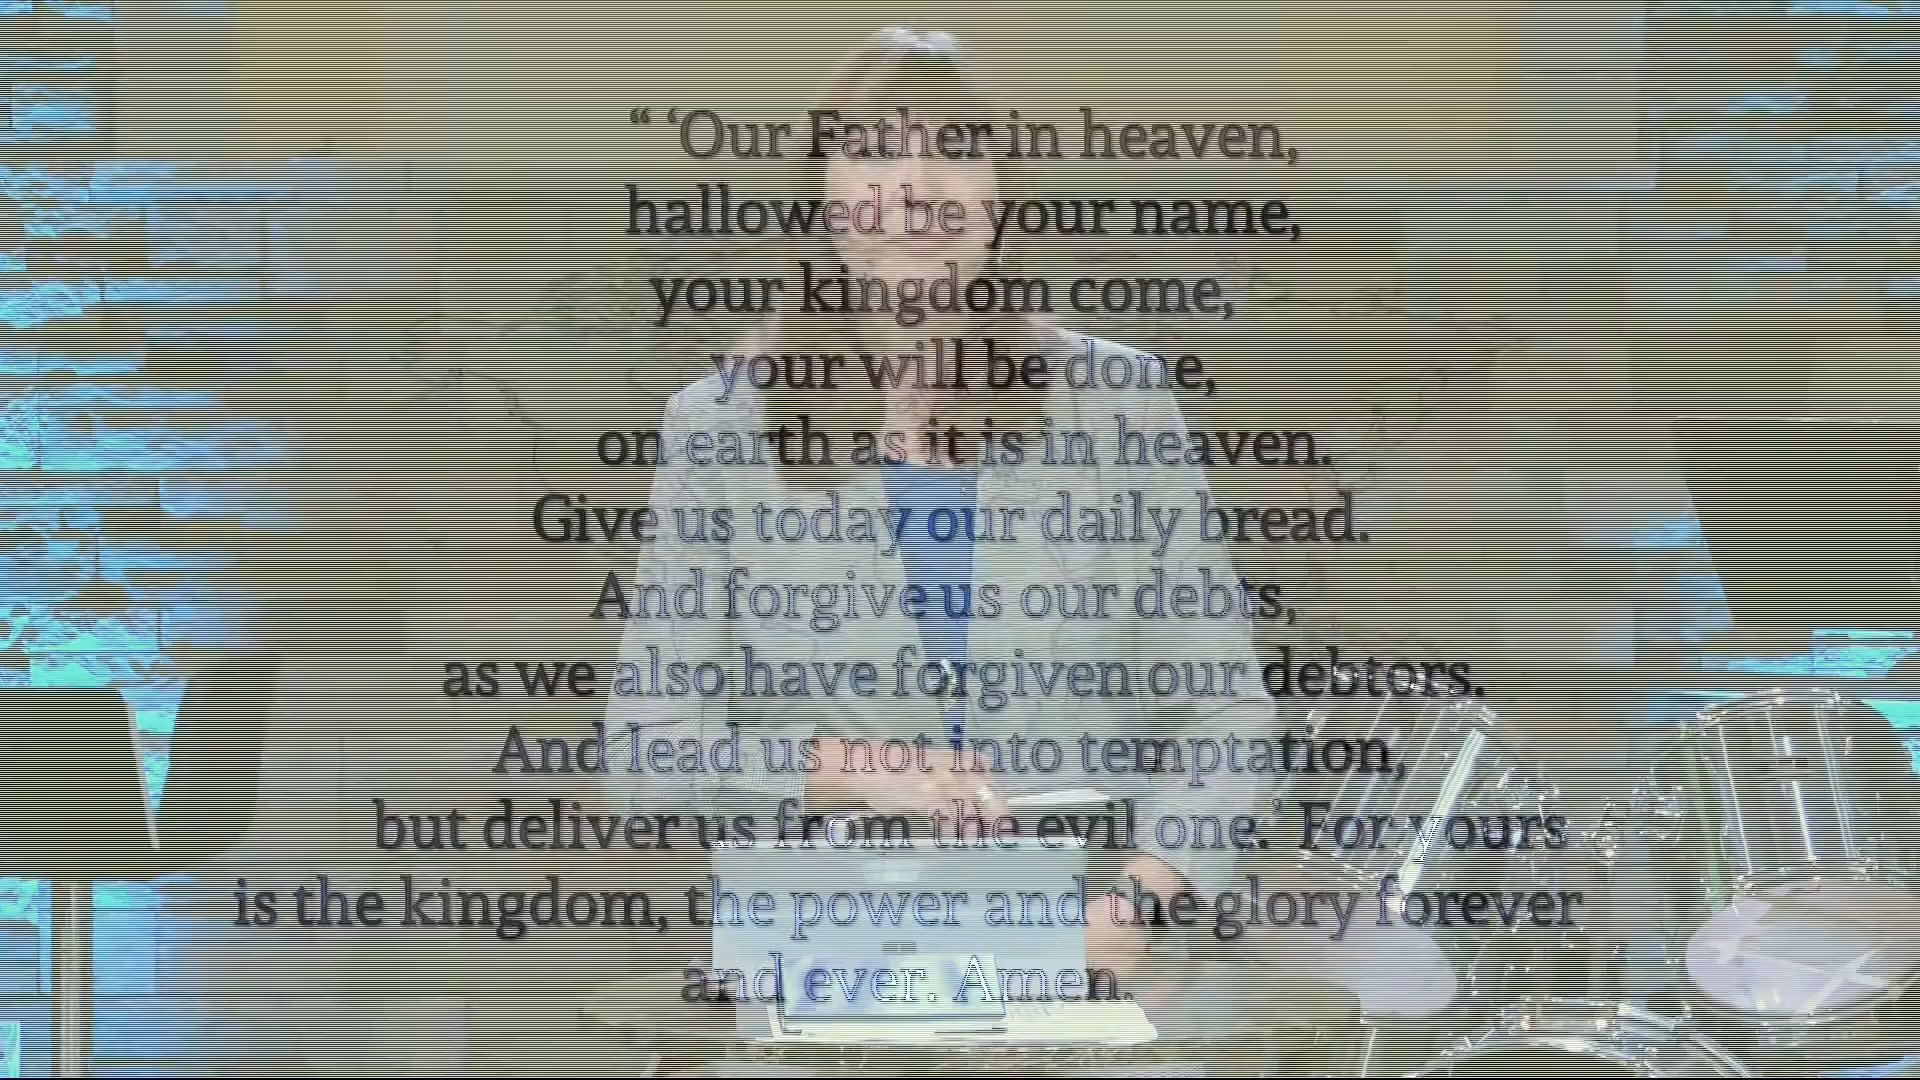 “ ‘Our Father in heaven,
hallowed be your name,
your kingdom come,
your will be done,
on earth as it is in heaven.
Give us today our daily bread.
And forgive us our debts,
as we also have forgiven our debtors.
And lead us not into temptation,
but deliver us from the evil one.’ For yours
is the kingdom, the power and the glory forever
and ever. Amen.